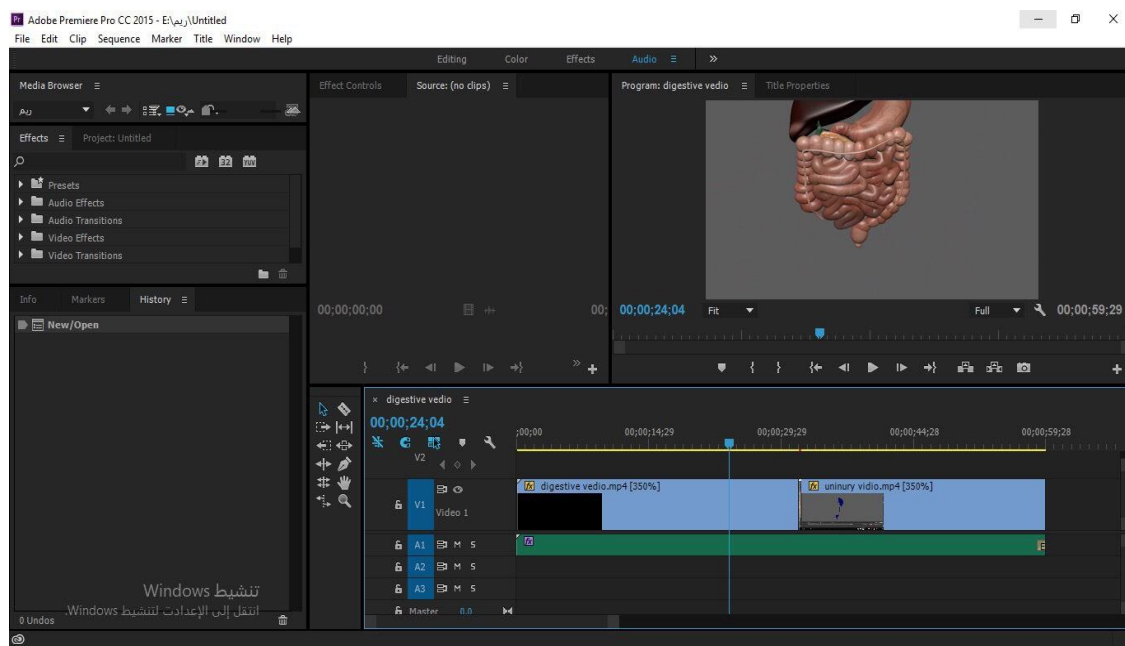 Pr Adobe Premiere Pro CC 2015 - E:\ريم\Untitled
File Edit Clip Sequence Marker Title Window Help
Editing Color Effects Audio
Media Browser
ريم
Effects Project: Untitled
Presets
Audio Effects
Audio Transitions
Video Effects
Video Transitions
Info Markers History
New/Open
0 Undos
Effect Controls Source: (no clips)
00;00;00;00 00;
Program: digestive vedio Title Properties
00;00;24;04 Fit Full 00;00;59;29
× digestive vedio
00;00;24;04
;00;00 00;00;14;29 00;00;29;29 00;00;44;28 00;00;59;28
V2
V1 Video 1
digestive vedio.mp4 [350%] uninury vidio.mp4 [350%]
A1 M S
A2 M S
A3 M S
Master 0.0
تنشيط Windows
انتقل إلى الإعدادت لتنشيط Windows.